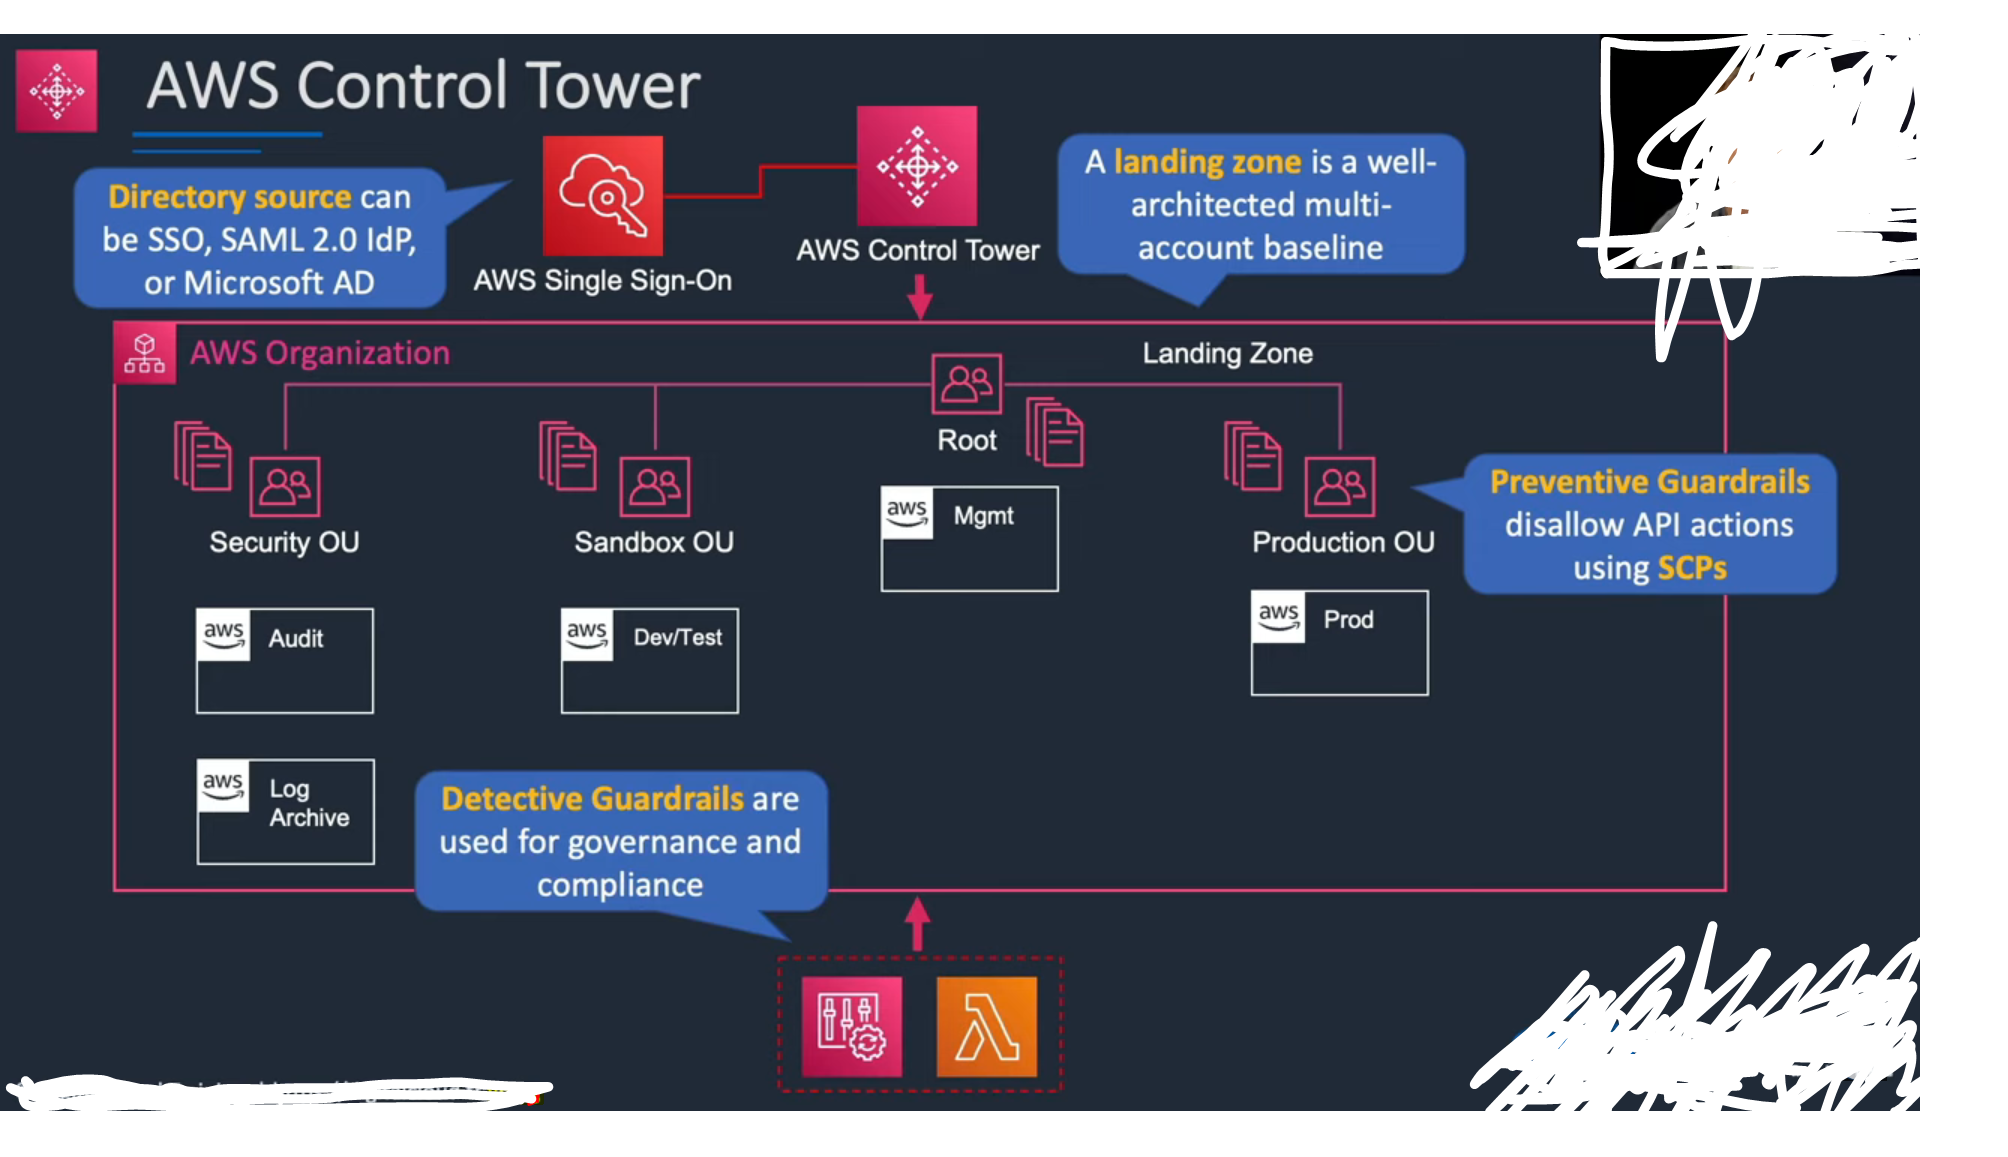 AWS Control Tower
Directory source can
be SSO, SAML 2.0 IdP,
or Microsoft AD
AWS Single Sign-On
AWS Control Tower
A landing zone is a well-
architected multi-
account baseline
AWS Organization
Landing Zone
Root
Security OU
Sandbox OU
aws Mgmt
Production OU
Preventive Guardrails
disallow API actions
using SCPs
aws Audit
aws Dev/Test
aws Prod
aws Log
Archive
Detective Guardrails are
used for governance and
compliance